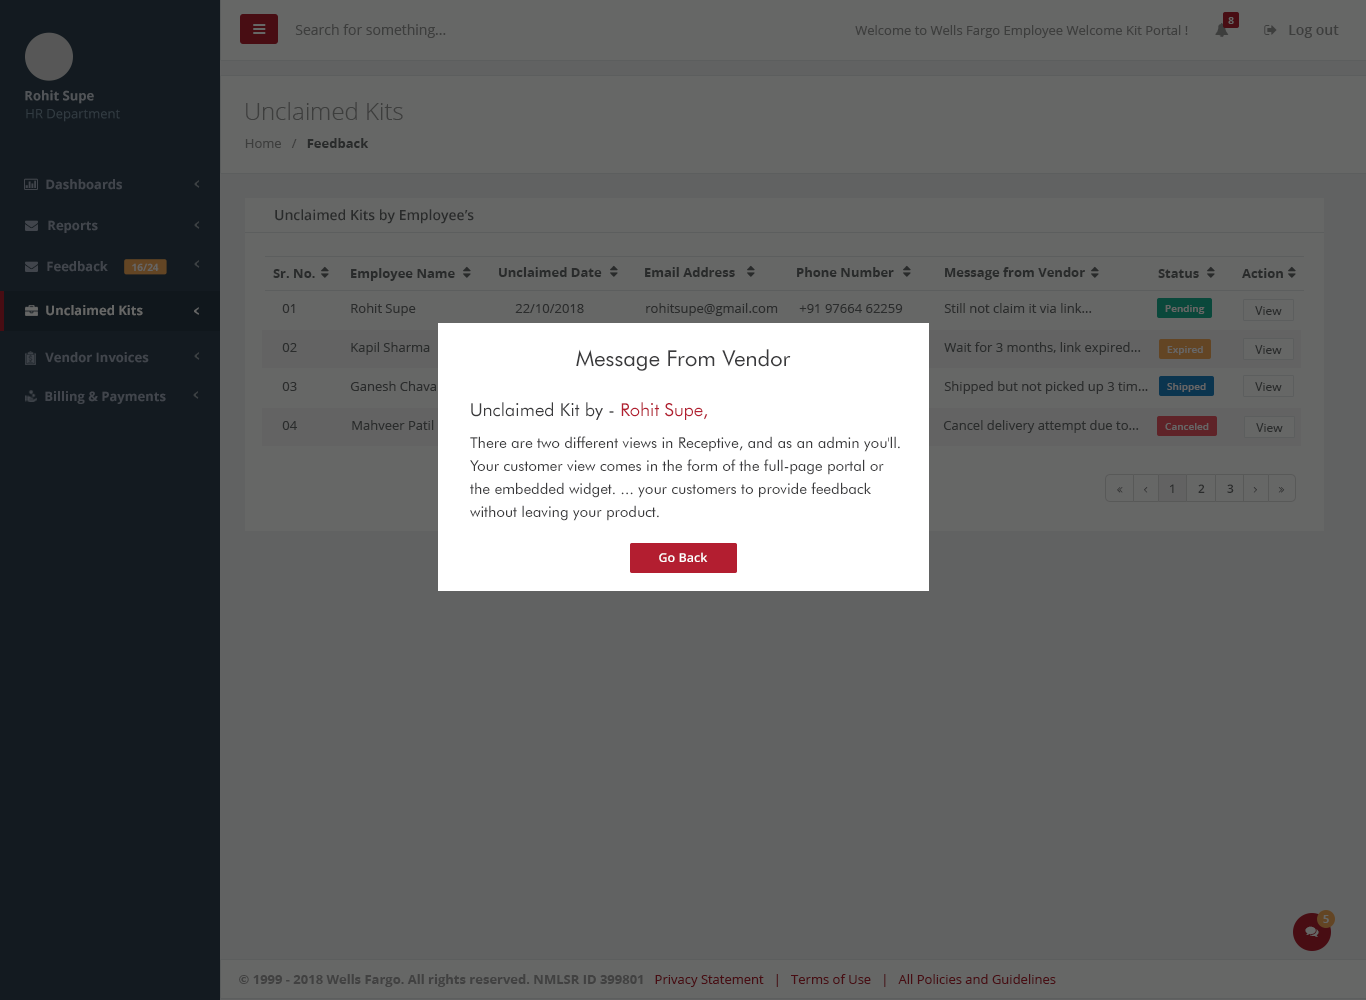 Search for something...
Welcome to Wells Fargo Employee Welcome Kit Portal !
8
Log out
Rohit Supe
HR Department
Unclaimed Kits
Home / Feedback
Dashboards
Reports
Feedback 16/24
Unclaimed Kits
Vendor Invoices
Billing & Payments
Unclaimed Kits by Employee's
Sr. No. Employee Name Unclaimed Date Email Address Phone Number Message from Vendor Status Action
01 Rohit Supe 22/10/2018 rohitsupe@gmail.com +91 97664 62259 Still not claim it via link... Pending View
02 Kapil Sharma Wait for 3 months, link expired... Expired View
03 Ganesh Chava Shipped but not picked up 3 tim... Shipped View
04 Mahveer Patil Cancel delivery attempt due to... Canceled View
« ‹ 1 2 3 › »
Message From Vendor
Unclaimed Kit by - Rohit Supe,
There are two different views in Receptive, and as an admin you'll.
Your customer view comes in the form of the full-page portal or
the embedded widget. ... your customers to provide feedback
without leaving your product.
Go Back
5
© 1999 - 2018 Wells Fargo. All rights reserved. NMLSR ID 399801 Privacy Statement | Terms of Use | All Policies and Guidelines